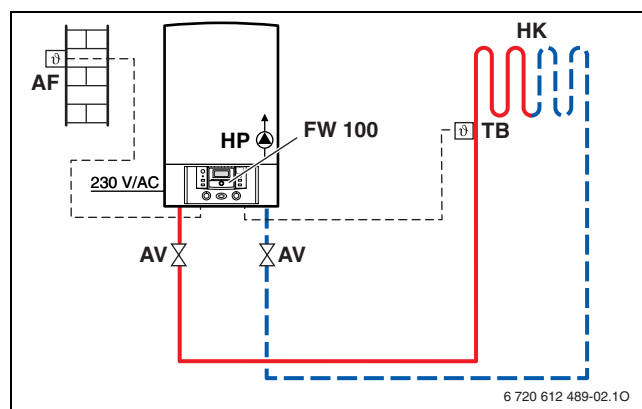 HK
ϑ
AF
HP
FW 100
ϑ TB
230 V/AC
AV
AV
6 720 612 489-02.1O